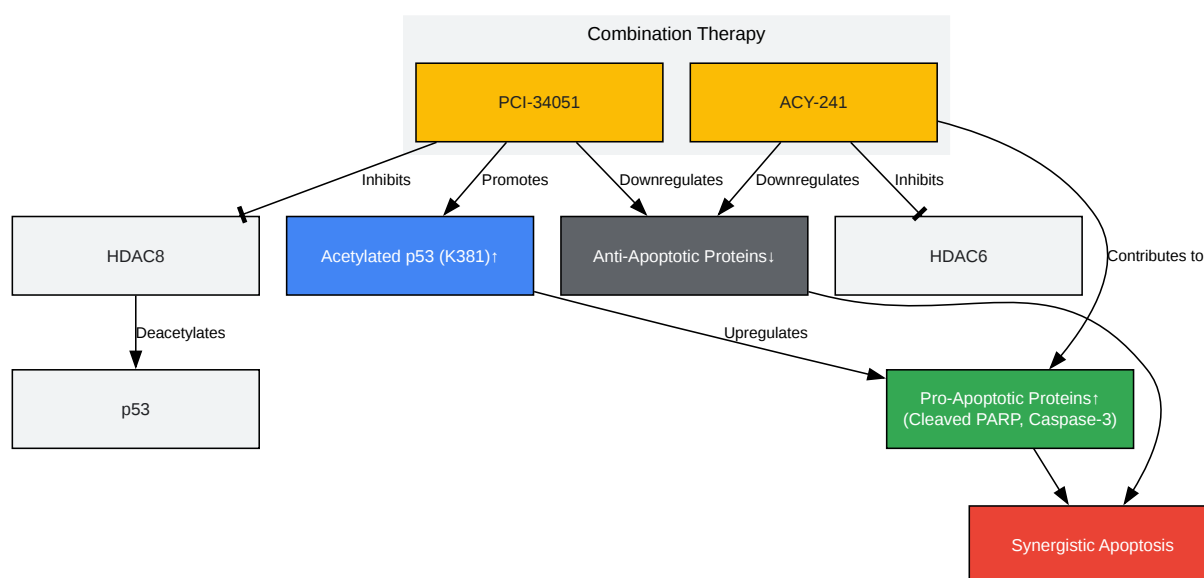 Combination Therapy
PCI-34051
ACY-241
Inhibits
Promotes
Downregulates
Downregulates
Inhibits
HDAC8
Acetylated p53 (K381)↑
Anti-Apoptotic Proteins↓
HDAC6
Contributes to
Deacetylates
Upregulates
p53
Pro-Apoptotic Proteins↑
(Cleaved PARP, Caspase-3)
Synergistic Apoptosis